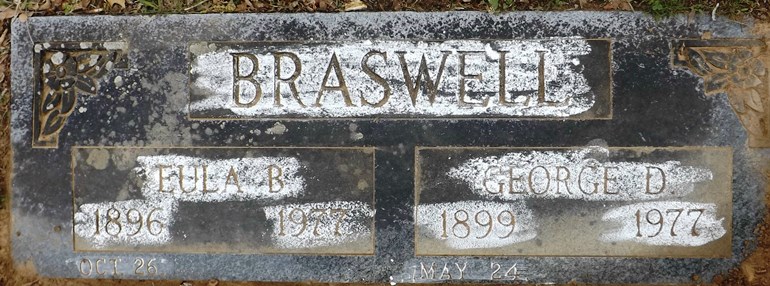 BRASWELL
EULA B
1896 1977
OCT 26
GEORGE D
1899 1977
MAY 24